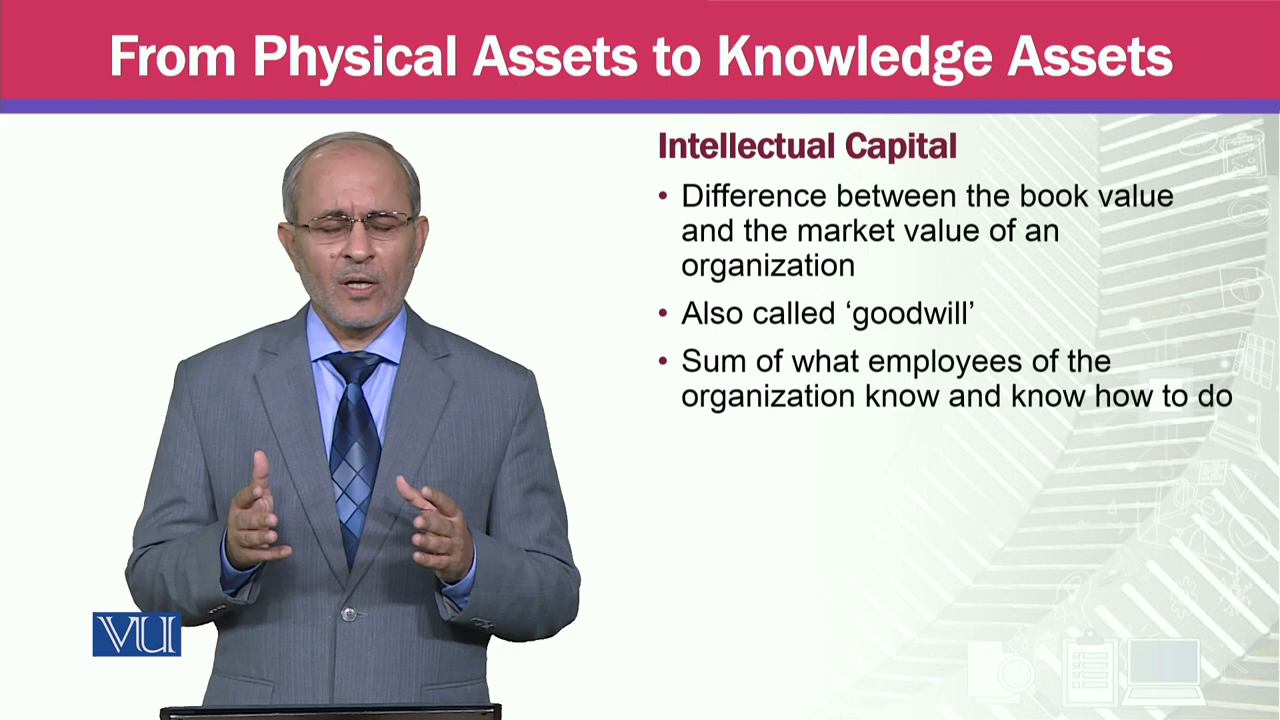 From Physical Assets to Knowledge Assets
Intellectual Capital
• Difference between the book value
and the market value of an
organization
• Also called ‘goodwill’
• Sum of what employees of the
organization know and know how to do
VU